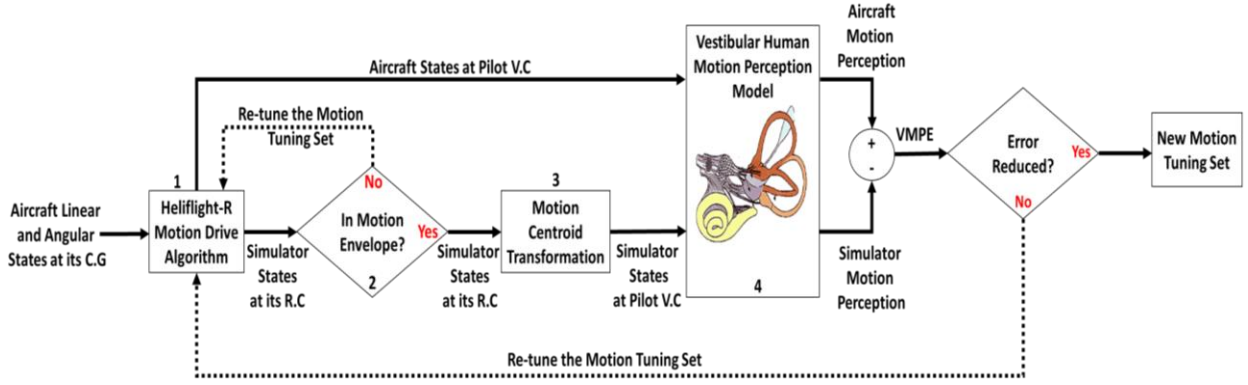 Aircraft Linear
and Angular
States at its C.G
1
Heliflight-R
Motion Drive
Algorithm
Re-tune the Motion
Tuning Set
Aircraft States at Pilot V.C
Simulator
States
at its R.C
No
In Motion
Envelope?
Yes
2
Simulator
States
at its R.C
3
Motion
Centroid
Transformation
Simulator
States
at Pilot V.C
Vestibular Human
Motion Perception
Model
4
Aircraft
Motion
Perception
+
-
Simulator
Motion
Perception
VMPE
Error
Reduced?
Yes
No
New Motion
Tuning Set
Re-tune the Motion Tuning Set